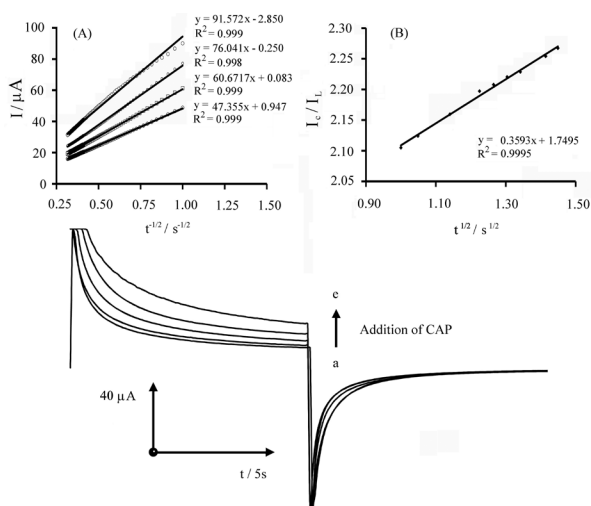 (A)
y = 91.572x - 2.850
R² = 0.999
y = 76.041x - 0.250
R² = 0.998
y = 60.6717x + 0.083
R² = 0.999
y = 47.355x + 0.947
R² = 0.999
I / µA
100
80
60
40
20
0
0.25 0.50 0.75 1.00 1.25 1.50
t⁻¹/² / s⁻¹/²
(B)
I_c / I_L
2.30
2.25
2.20
2.15
2.10
2.05
y = 0.3593x + 1.7495
R² = 0.9995
0.90 1.10 1.30 1.50
t¹/² / s¹/²
e
Addition of CAP
a
40 µA
t / 5s